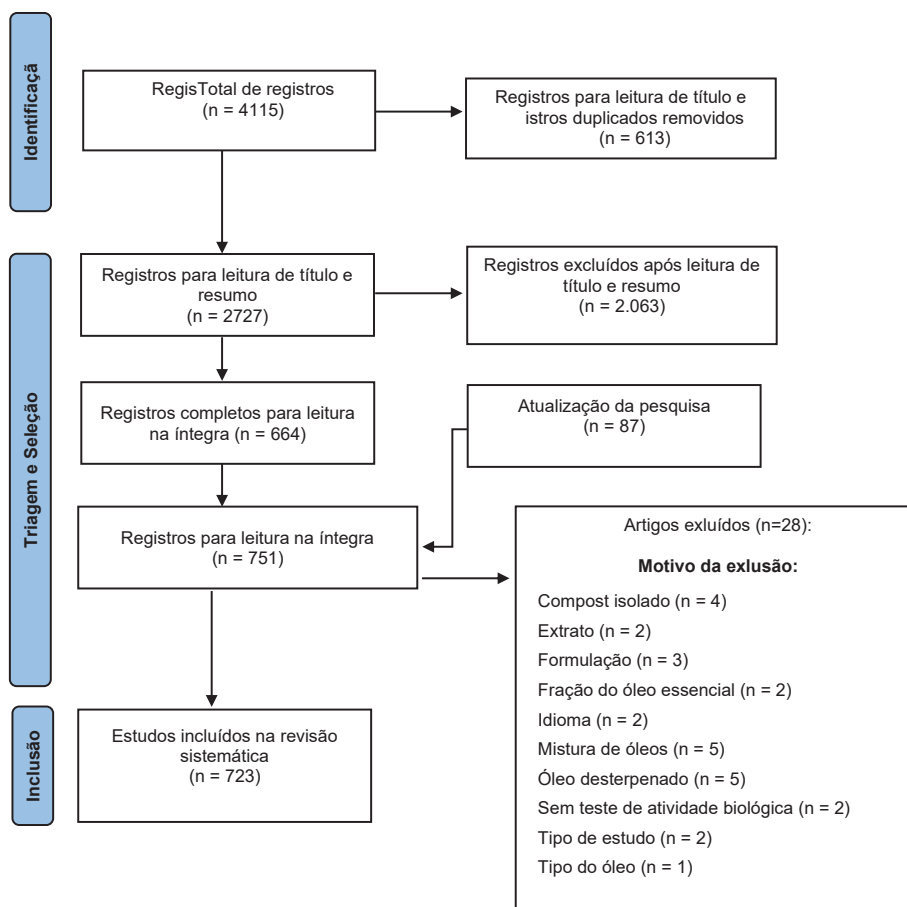 Identificaçã
RegisTotal de registros
(n = 4115)
Registros para leitura de título e
istros duplicados removidos
(n = 613)
Triagem e Seleção
Registros para leitura de título e
resumo
(n = 2727)
Registros excluídos após leitura de
título e resumo
(n = 2.063)
Registros completos para leitura
na íntegra (n = 664)
Atualização da pesquisa
(n = 87)
Registros para leitura na íntegra
(n = 751)
Artigos exluídos (n=28):
Motivo da exlusão:
Compost isolado (n = 4)
Extrato (n = 2)
Formulação (n = 3)
Fração do óleo essencial (n = 2)
Idioma (n = 2)
Mistura de óleos (n = 5)
Óleo desterpenado (n = 5)
Sem teste de atividade biológica (n = 2)
Tipo de estudo (n = 2)
Tipo do óleo (n = 1)
Inclusão
Estudos incluídos na revisão
sistemática
(n = 723)